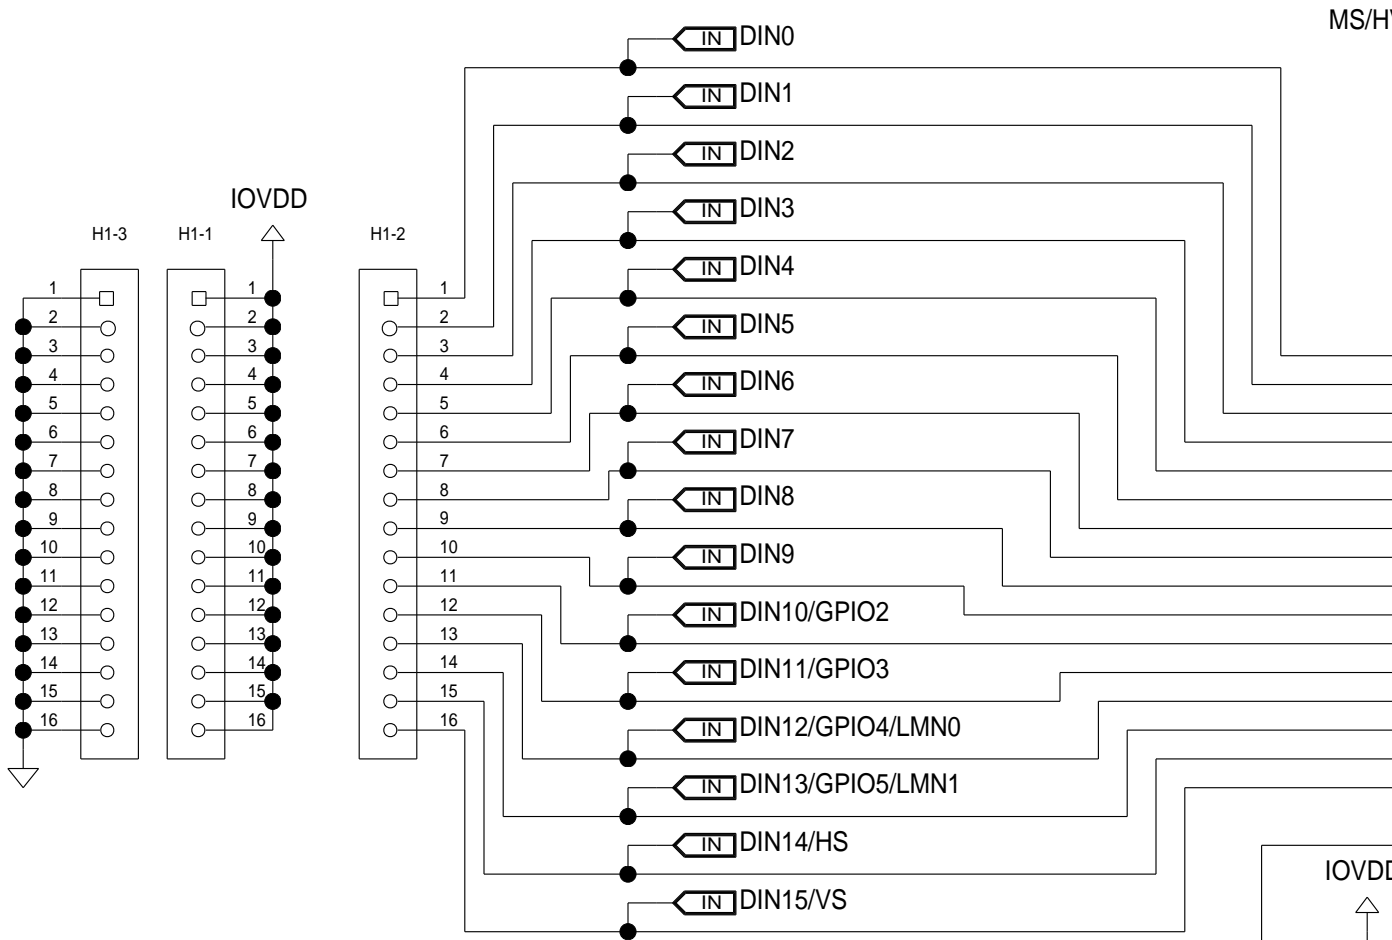 MS/H
IN DIN0
IN DIN1
IN DIN2
IN DIN3
IN DIN4
IN DIN5
IN DIN6
IN DIN7
IN DIN8
IN DIN9
IN DIN10/GPIO2
IN DIN11/GPIO3
IN DIN12/GPIO4/LMN0
IN DIN13/GPIO5/LMN1
IN DIN14/HS
IN DIN15/VS
IOVDD
H1-3 H1-1 H1-2
1 1 1
2 2 2
3 3 3
4 4 4
5 5 5
6 6 6
7 7 7
8 8 8
9 9 9
10 10 10
11 11 11
12 12 12
13 13 13
14 14 14
15 15 15
16 16 16
IOVDD